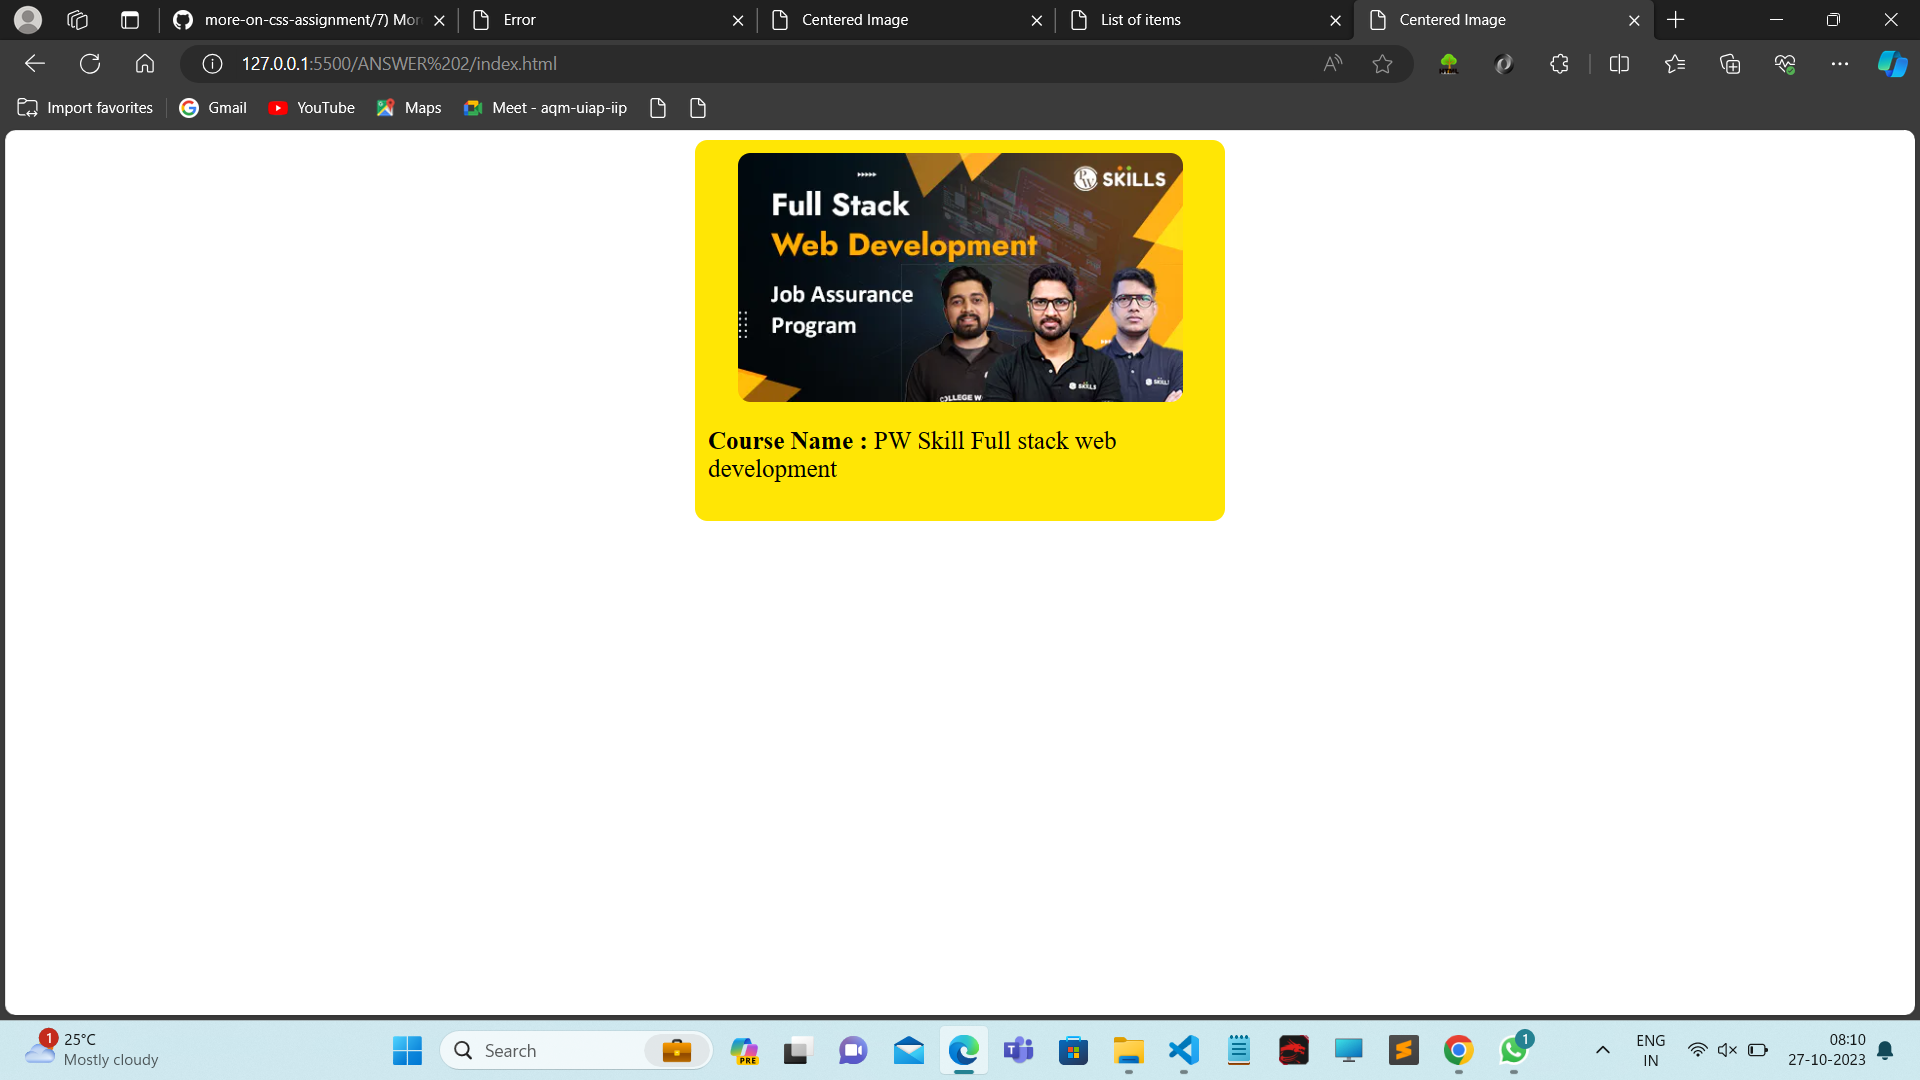 more-on-css-assignment/7) Mor
Error
Centered Image
List of items
Centered Image
127.0.0.1:5500/ANSWER%202/index.html
Import favorites
Gmail
YouTube
Maps
Meet - aqm-uiap-iip
PW SKILLS
Full Stack
Web Development
Job Assurance
Program
SKILLS
SKILLS
COLLEGE W
Course Name : PW Skill Full stack web
development
1
25°C
Mostly cloudy
Search
PRE
1
ENG
IN
08:10
27-10-2023